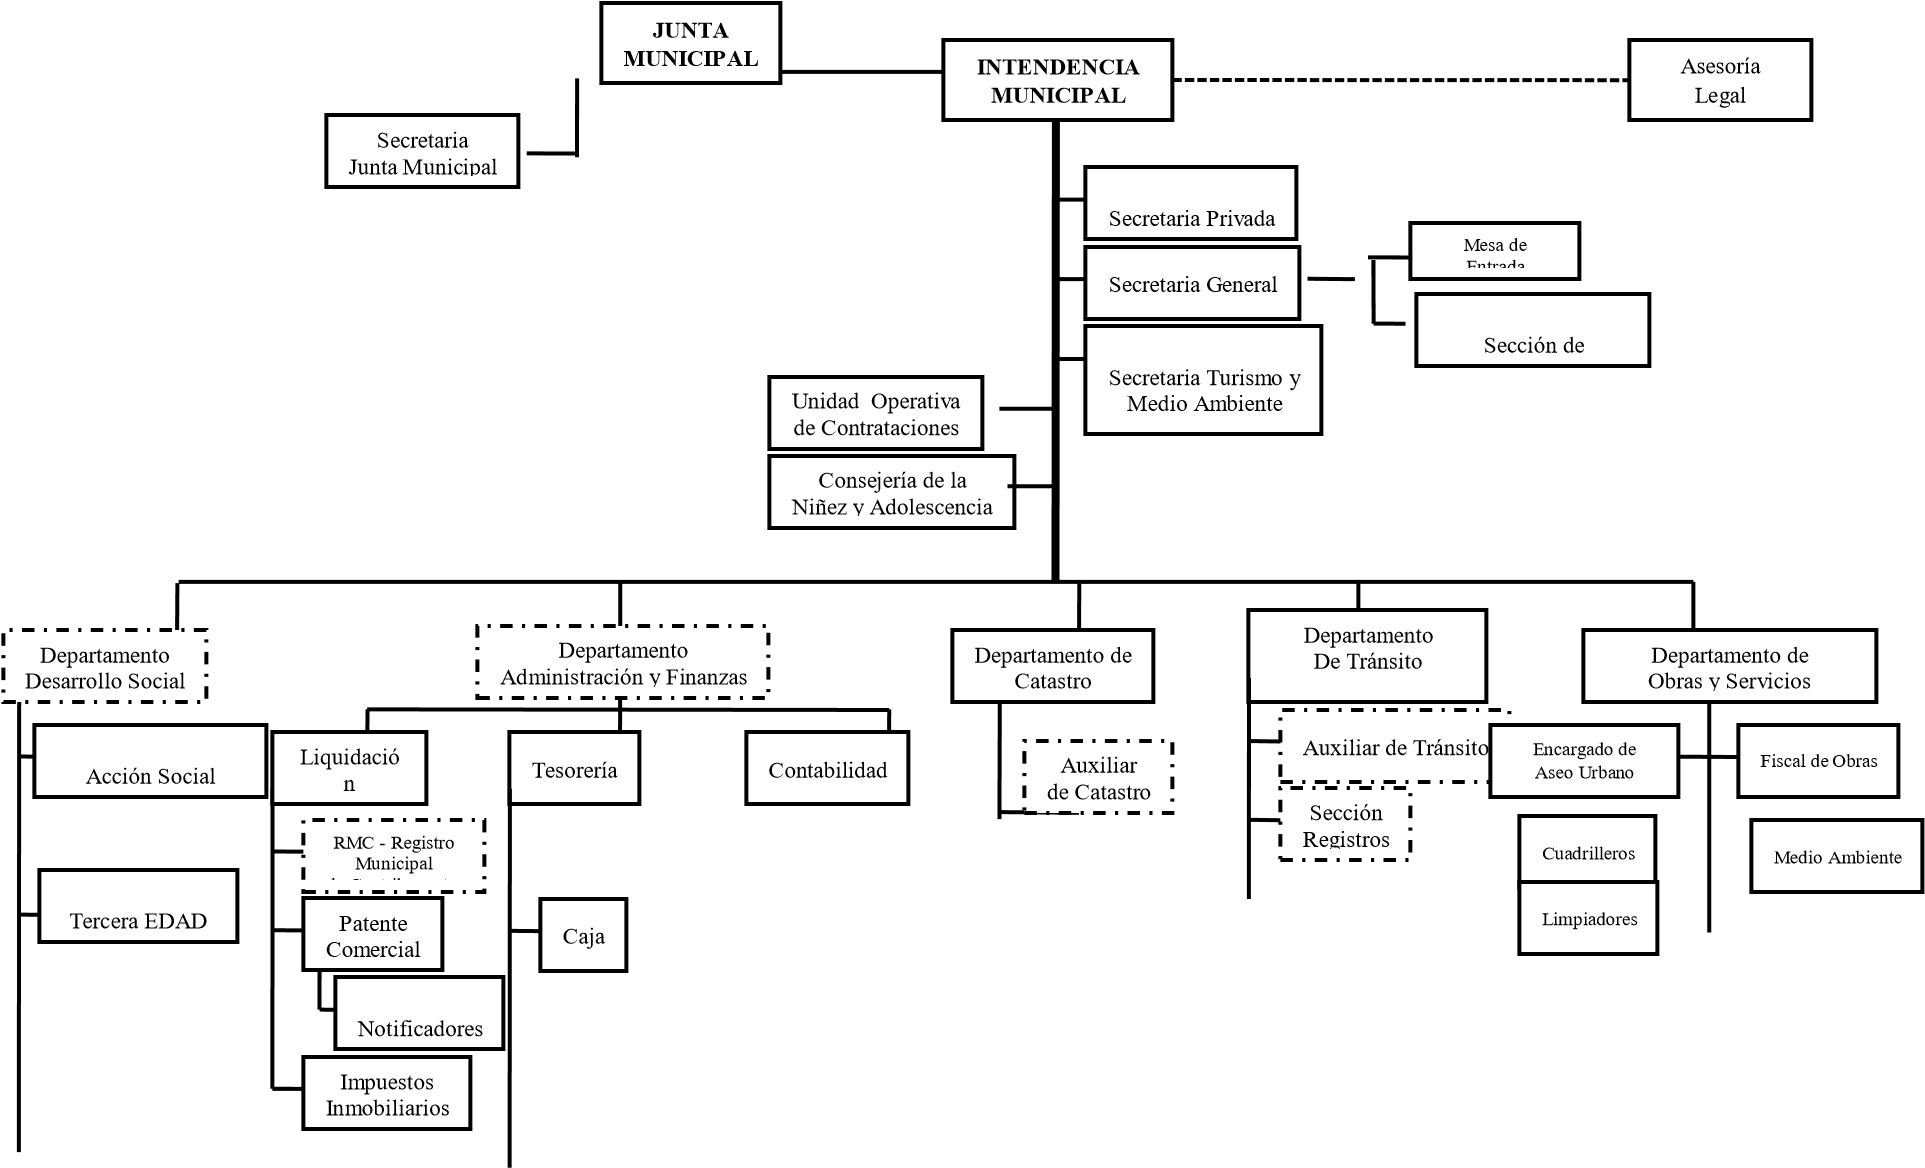 JUNTA
MUNICIPAL
INTENDENCIA
MUNICIPAL
Asesoría
Legal
Secretaria
Junta Municipal
Secretaria Privada
Secretaria General
Mesa de
Entrada
Sección de
Secretaria Turismo y
Medio Ambiente
Unidad Operativa
de Contrataciones
Consejería de la
Niñez y Adolescencia
Departamento
Desarrollo Social
Departamento
Administración y Finanzas
Departamento de
Catastro
Departamento
De Tránsito
Departamento de
Obras y Servicios
Acción Social
Liquidació
n
Tesorería
Contabilidad
Auxiliar
de Catastro
Auxiliar de Tránsito
Encargado de
Aseo Urbano
Fiscal de Obras
Sección
Registros
RMC - Registro
Municipal
Cuadrilleros
Medio Ambiente
Tercera EDAD
Patente
Comercial
Caja
Limpiadores
Notificadores
Impuestos
Inmobiliarios